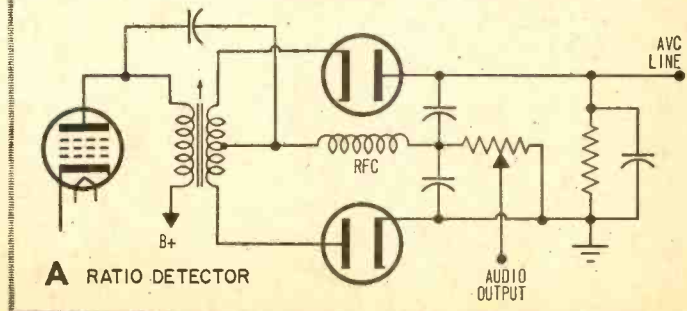 AVC
LINE
RFC
B+
A RATIO DETECTOR
AUDIO
OUTPUT